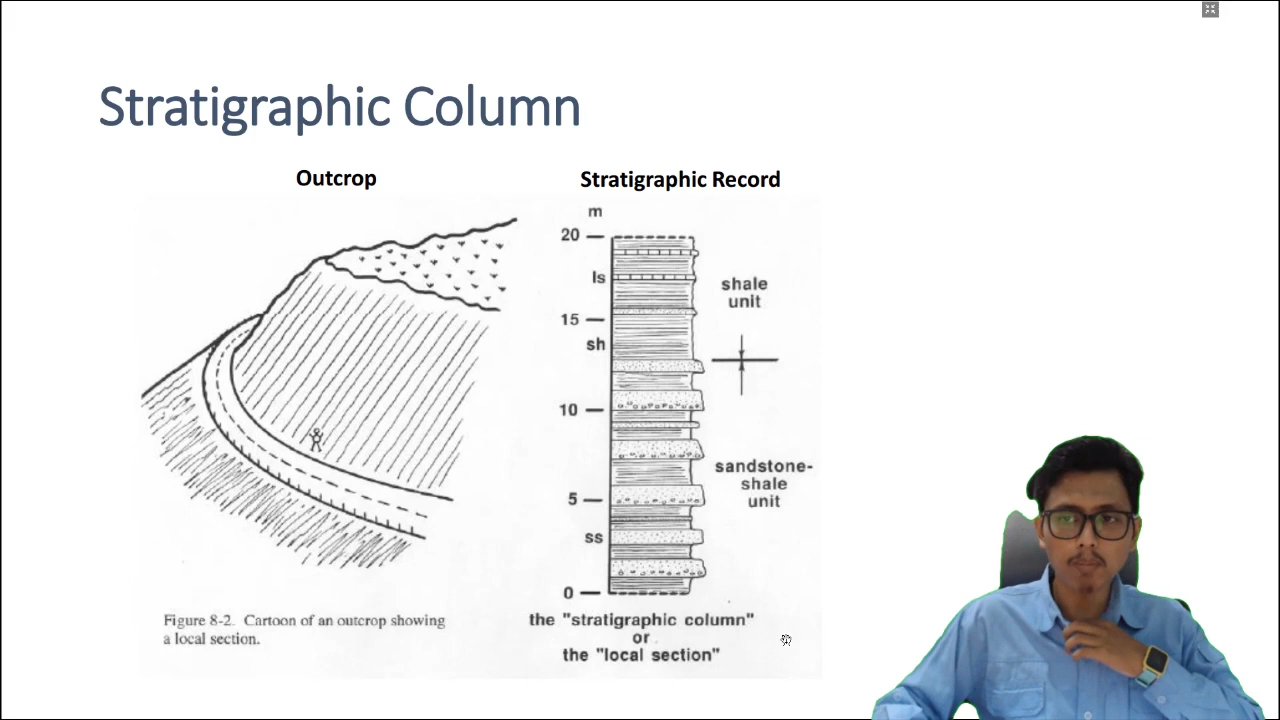 Stratigraphic Column
Outcrop
Stratigraphic Record
m
20
ls
15
sh
10
5
ss
0
shale
unit
sandstone-
shale
unit
Figure 8-2. Cartoon of an outcrop showing
a local section.
the "stratigraphic column"
or
the "local section"